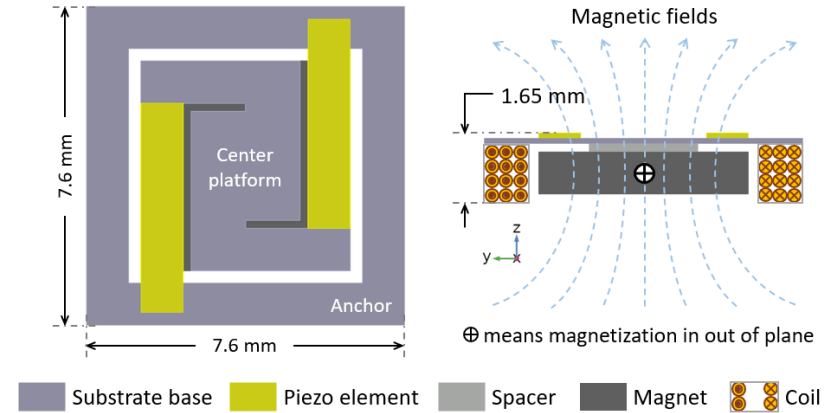 Magnetic fields
1.65 mm
7.6 mm
Center
platform
Anchor
7.6 mm
z
y
x
⊕ means magnetization in out of plane
Substrate base
Piezo element
Spacer
Magnet
Coil